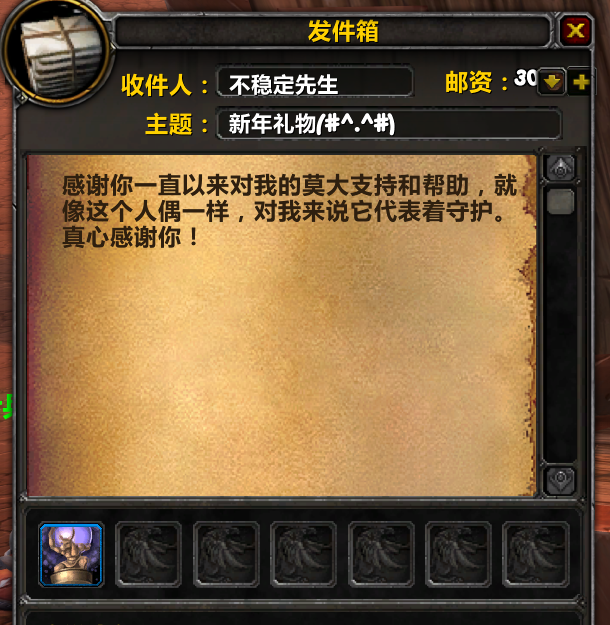 发件箱
收件人： 不稳定先生 邮资：30
主题： 新年礼物(#^.^#)
感谢你一直以来对我的莫大支持和帮助，就
像这个人偶一样，对我来说它代表着守护。
真心感谢你！